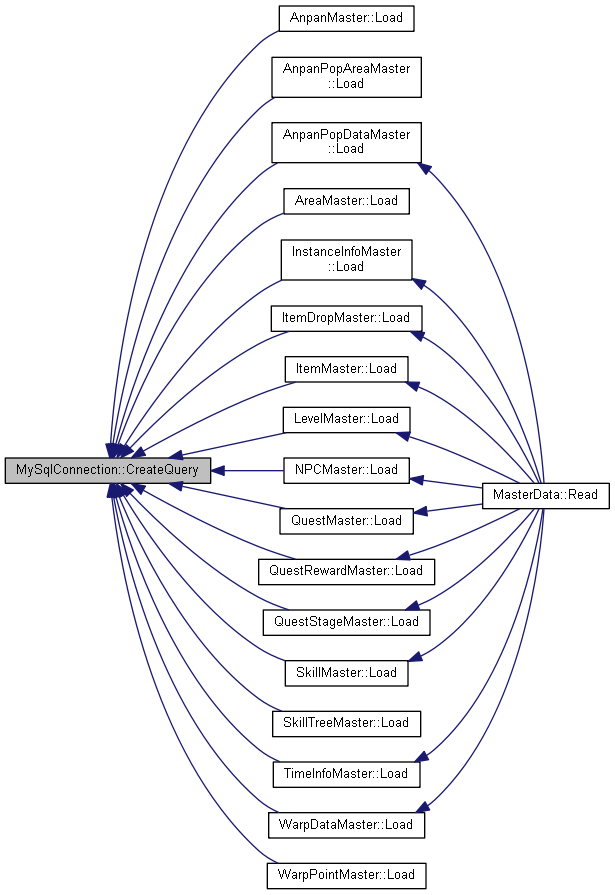 AnpanMaster::Load
AnpanPopAreaMaster
::Load
AnpanPopDataMaster
::Load
AreaMaster::Load
InstanceInfoMaster
::Load
ItemDropMaster::Load
ItemMaster::Load
LevelMaster::Load
MySqlConnection::CreateQuery
NPCMaster::Load
MasterData::Read
QuestMaster::Load
QuestRewardMaster::Load
QuestStageMaster::Load
SkillMaster::Load
SkillTreeMaster::Load
TimeInfoMaster::Load
WarpDataMaster::Load
WarpPointMaster::Load